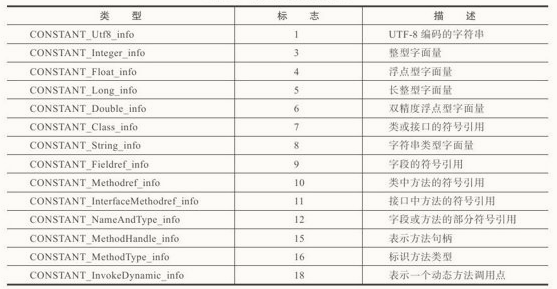 类 型 标 志 描 述
CONSTANT_Utf8_info 1 UTF-8 编码的字符串
CONSTANT_Integer_info 3 整型字面量
CONSTANT_Float_info 4 浮点型字面量
CONSTANT_Long_info 5 长整型字面量
CONSTANT_Double_info 6 双精度浮点型字面量
CONSTANT_Class_info 7 类或接口的符号引用
CONSTANT_String_info 8 字符串类型字面量
CONSTANT_Fieldref_info 9 字段的符号引用
CONSTANT_Methodref_info 10 类中方法的符号引用
CONSTANT_InterfaceMethodref_info 11 接口中方法的符号引用
CONSTANT_NameAndType_info 12 字段或方法的部分符号引用
CONSTANT_MethodHandle_info 15 表示方法句柄
CONSTANT_MethodType_info 16 标识方法类型
CONSTANT_InvokeDynamic_info 18 表示一个动态方法调用点